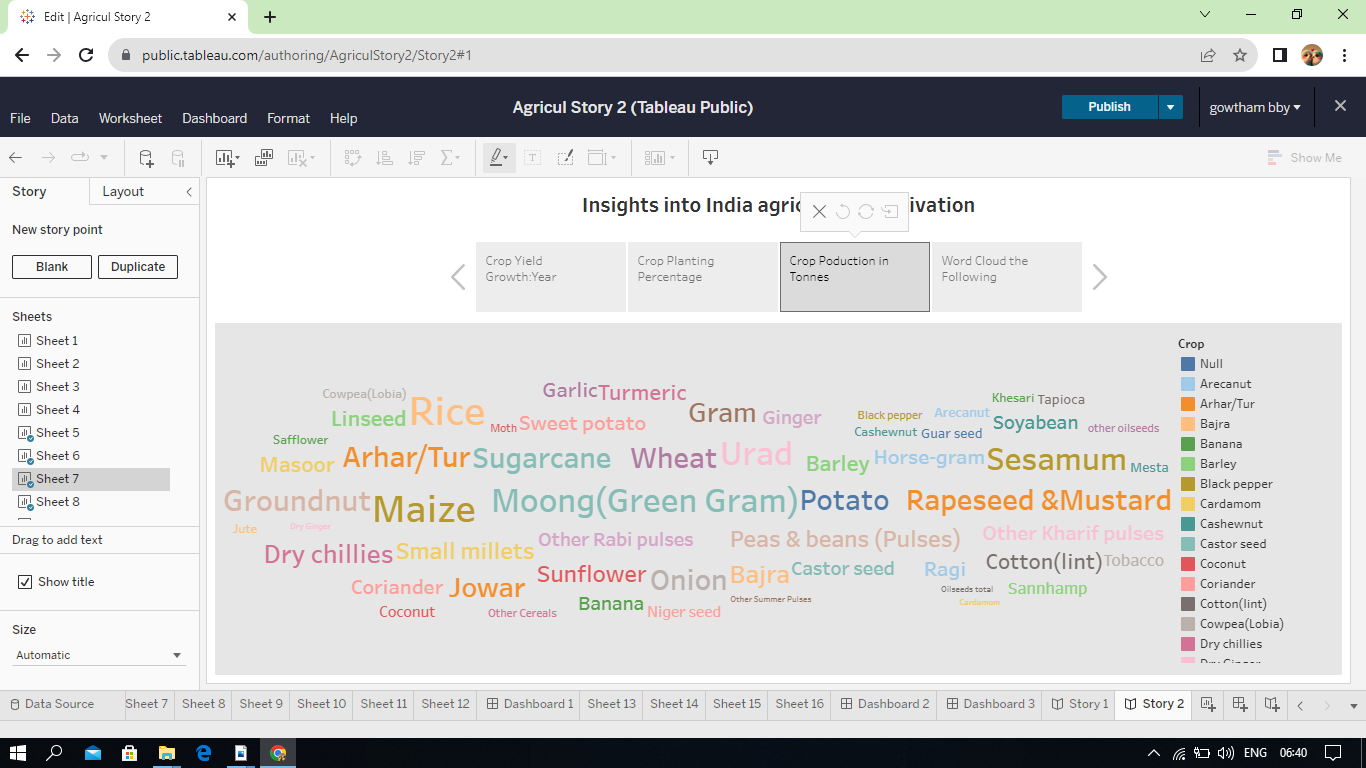 Edit | Agricul Story 2
public.tableau.com/authoring/AgriculStory2/Story2#1
Agricul Story 2 (Tableau Public)
Publish
gowtham bby
File Data Worksheet Dashboard Format Help
Show Me
Story
Layout
New story point
Blank
Duplicate
Sheets
Sheet 1
Sheet 2
Sheet 3
Sheet 4
Sheet 5
Sheet 6
Sheet 7
Sheet 8
Drag to add text
Show title
Size
Automatic
Insights into India agric
ivation
Crop Yield
Growth:Year
Crop Planting
Percentage
Crop Poduction in
Tonnes
Word Cloud the
Following
Cowpea(Lobia)
Garlic
Turmeric
Khesari
Tapioca
Linseed
Rice
Moth
Sweet potato
Gram
Ginger
Black pepper
Arecanut
Soyabean
other oilseeds
Safflower
Cashewnut
Guar seed
Masoor
Arhar/Tur
Sugarcane
Wheat
Urad
Barley
Horse-gram
Sesamum
Mesta
Groundnut
Maize
Moong(Green Gram)
Potato
Rapeseed &Mustard
Jute
Dry Ginger
Other Rabi pulses
Peas & beans (Pulses)
Other Kharif pulses
Dry chillies
Small millets
Sunflower
Onion
Bajra
Castor seed
Ragi
Cotton(lint)
Tobacco
Coriander
Jowar
Banana
Niger seed
Other Summer Pulses
Oilseeds total
Cardamom
Sannhamp
Coconut
Other Cereals
Crop
Null
Arecanut
Arhar/Tur
Bajra
Banana
Barley
Black pepper
Cardamom
Cashewnut
Castor seed
Coconut
Coriander
Cotton(lint)
Cowpea(Lobia)
Dry chillies
Dry Ginger
Data Source
Sheet 7
Sheet 8
Sheet 9
Sheet 10
Sheet 11
Sheet 12
Dashboard 1
Sheet 13
Sheet 14
Sheet 15
Sheet 16
Dashboard 2
Dashboard 3
Story 1
Story 2
ENG
06:40